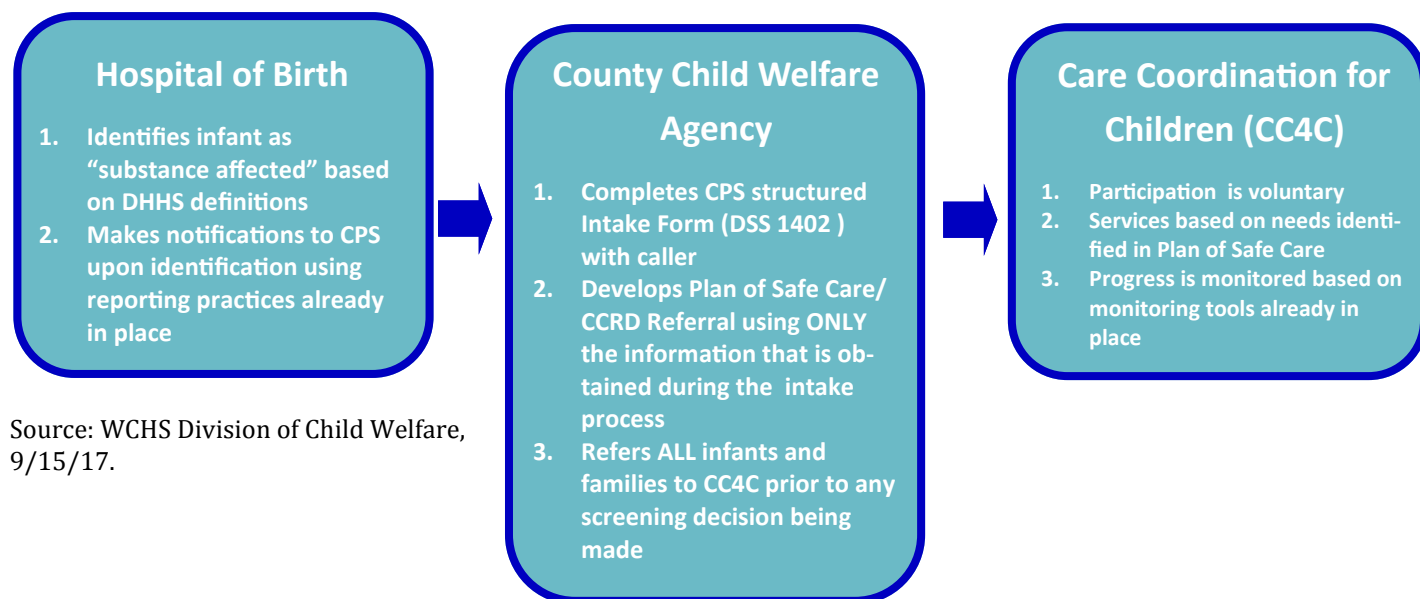 Hospital of Birth
1. Identifies infant as
“substance affected” based
on DHHS definitions
2. Makes notifications to CPS
upon identification using
reporting practices already
in place
Source: WCHS Division of Child Welfare,
9/15/17.
County Child Welfare
Agency
1. Completes CPS structured
Intake Form (DSS 1402 )
with caller
2. Develops Plan of Safe Care/
CCRD Referral using ONLY
the information that is ob-
tained during the intake
process
3. Refers ALL infants and
families to CC4C prior to any
screening decision being
made
Care Coordination for
Children (CC4C)
1. Participation is voluntary
2. Services based on needs identi-
fied in Plan of Safe Care
3. Progress is monitored based on
monitoring tools already in
place